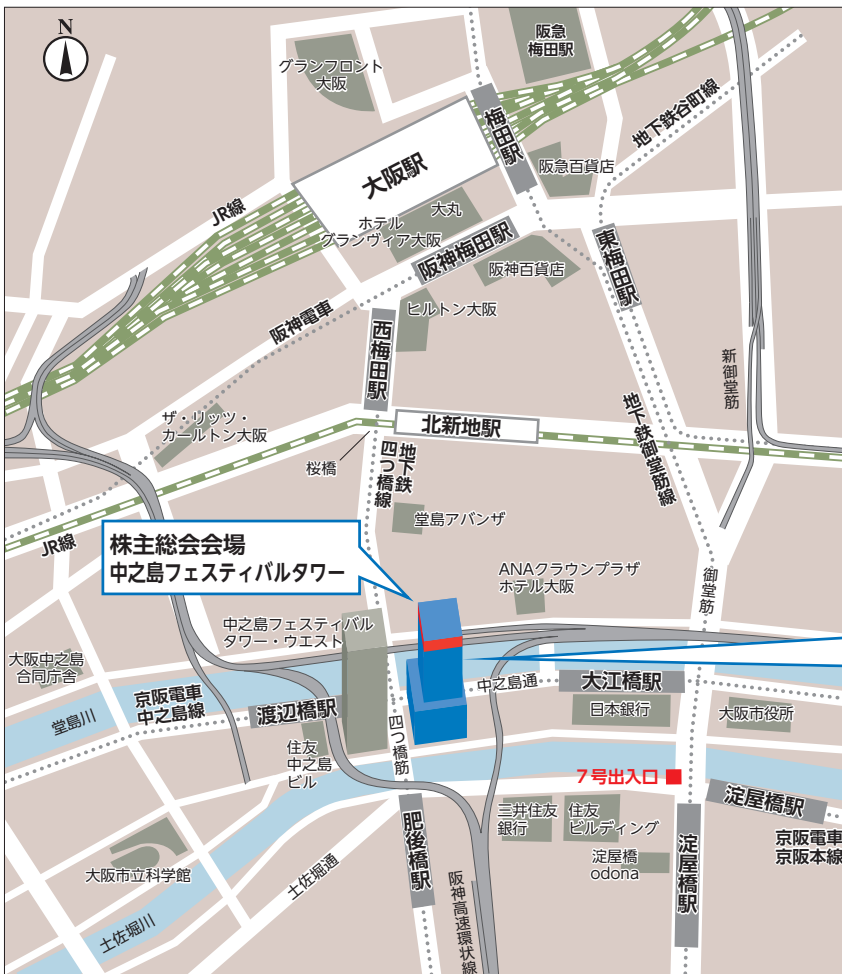 N
グランフロント
大阪
阪急
梅田駅
梅田駅
地下鉄谷町線
大阪駅
阪急百貨店
JR線
大丸
ホテル
グランヴィア大阪
阪神梅田駅
阪神百貨店
東梅田駅
阪神電車
ヒルトン大阪
西梅田駅
新御堂筋
ザ・リッツ・
カールトン大阪
北新地駅
桜橋
地下鉄
四つ橋線
地下鉄御堂筋線
堂島アバンザ
JR線
株主総会会場
中之島フェスティバルタワー
ANAクラウンプラザ
ホテル大阪
御堂筋
中之島フェスティバル
タワー・ウエスト
大阪中之島
合同庁舎
中之島通
大江橋駅
京阪電車
中之島線
堂島川
渡辺橋駅
日本銀行
大阪市役所
四つ橋筋
住友
中之島
ビル
7号出入口
淀屋橋駅
三井住友
銀行
住友
ビルディング
肥後橋駅
淀屋橋駅
京阪電車
京阪本線
淀屋橋
odona
大阪市立科学館
土佐堀通
阪神高速環状線
土佐堀川